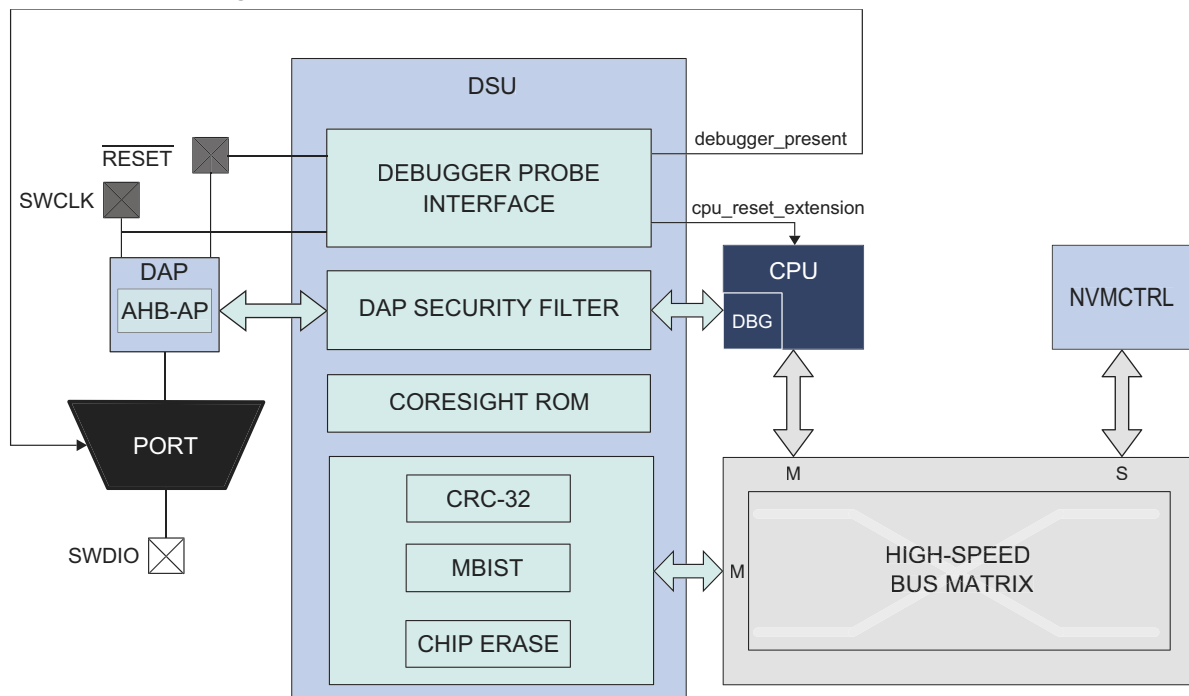 DSU
debugger_present
RESET
DEBUGGER PROBE
INTERFACE
SWCLK
cpu_reset_extension
DAP
AHB-AP
DAP SECURITY FILTER
CPU
DBG
NVMCTRL
CORESIGHT ROM
PORT
M
S
CRC-32
SWDIO
MBIST
M
HIGH-SPEED
BUS MATRIX
CHIP ERASE